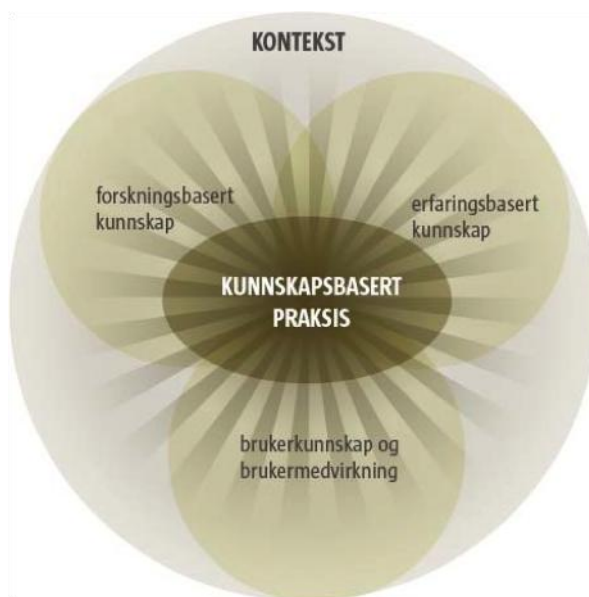 KONTEKST
forskningsbasert
kunnskap
erfaringsbasert
kunnskap
KUNNSKAPSBASERT
PRAKSIS
brukerkunnskap og
brukermedvirkning